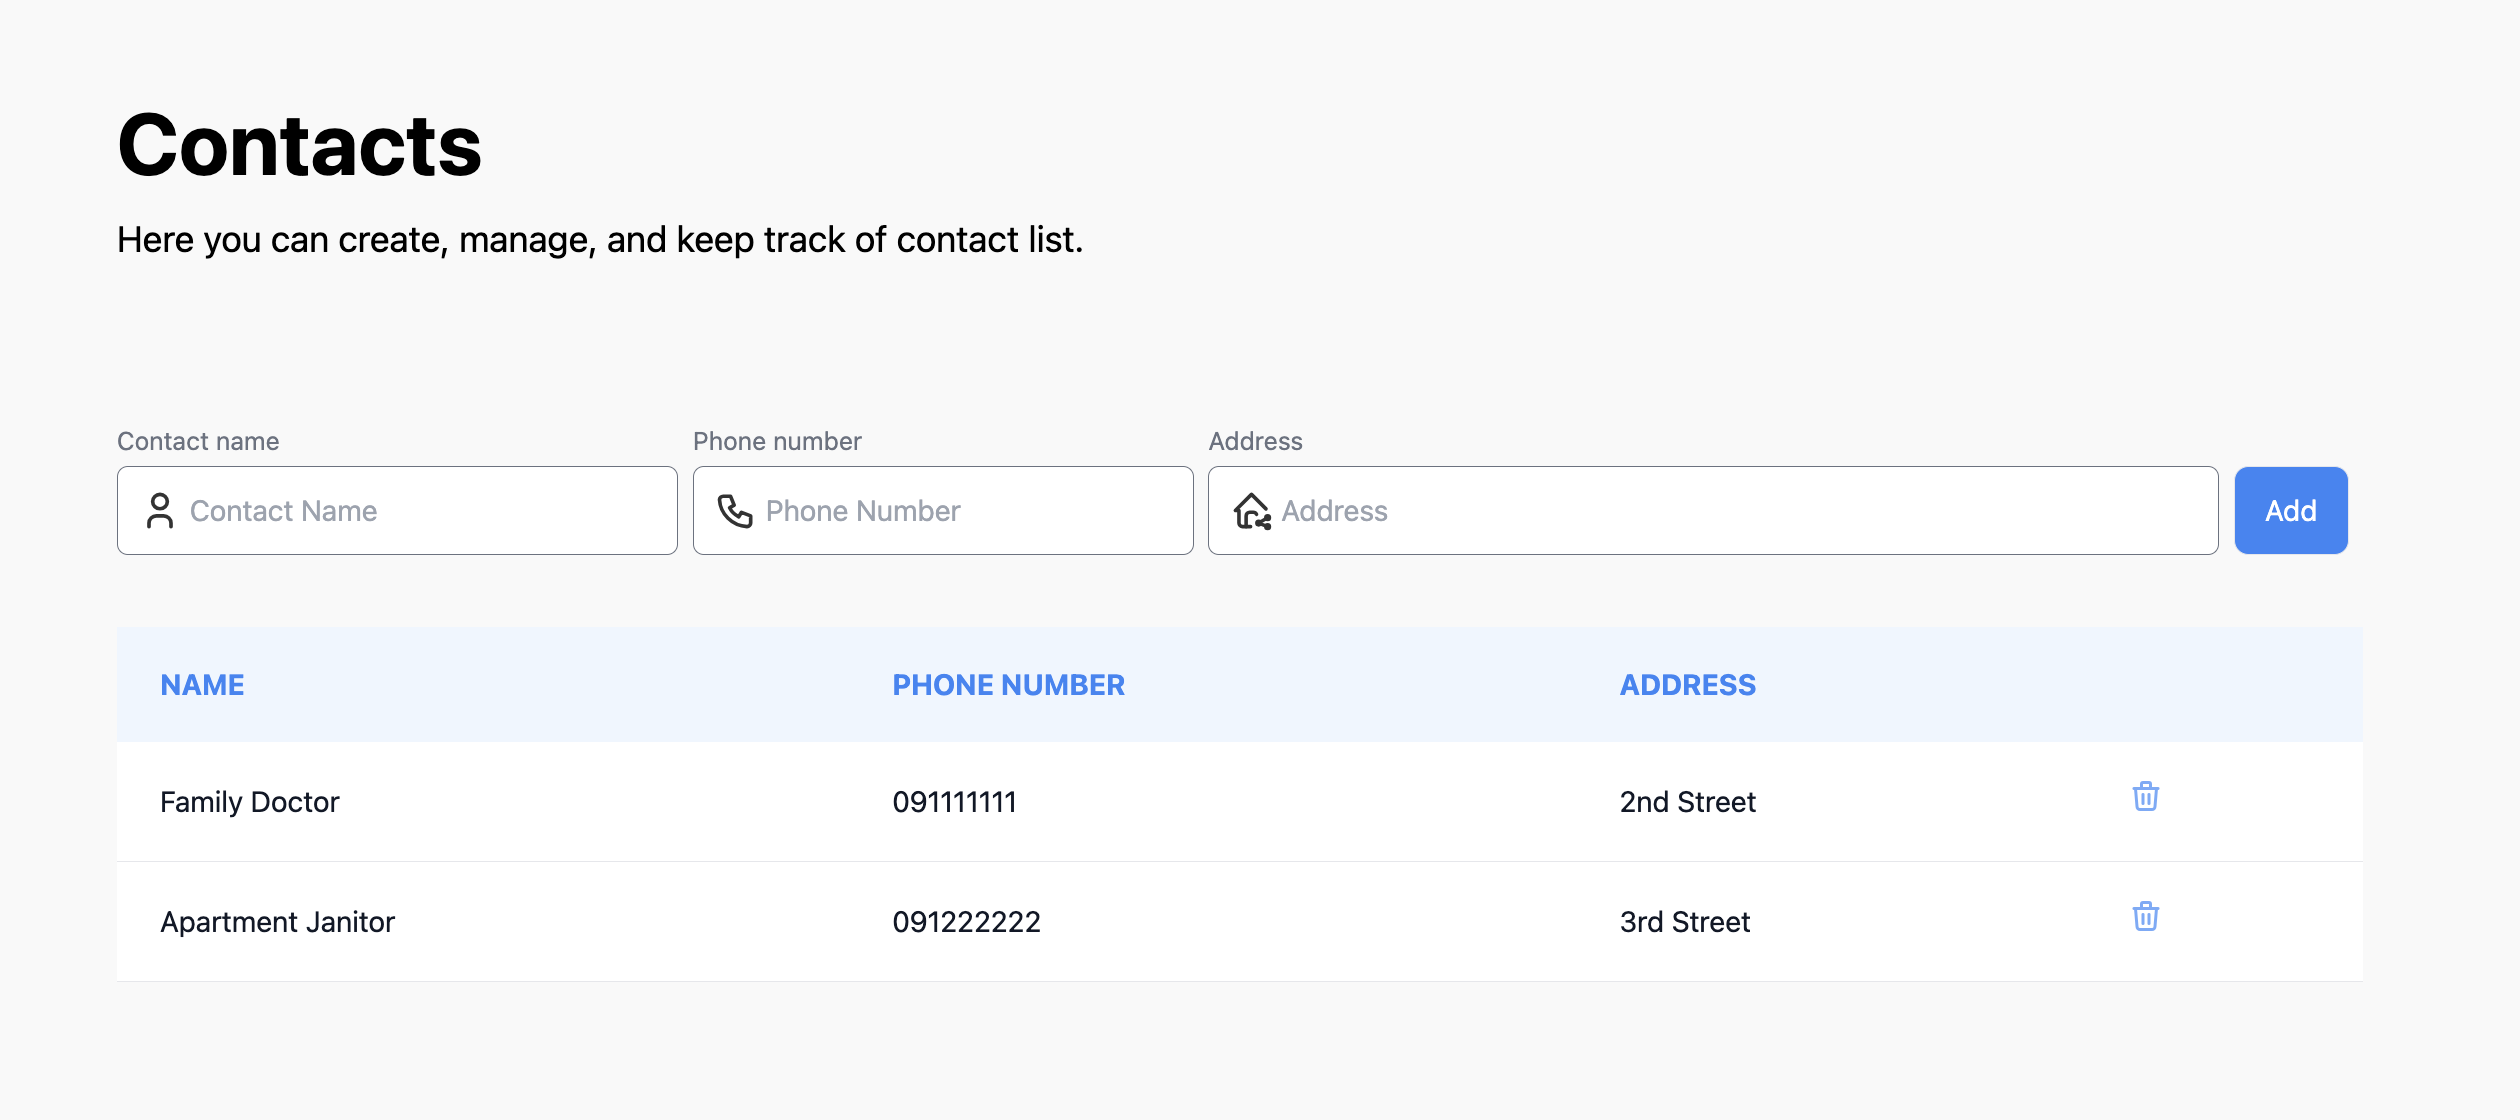 Contacts
Here you can create, manage, and keep track of contact list.
Contact name Phone number Address
Contact Name Phone Number Address Add
NAME PHONE NUMBER ADDRESS
Family Doctor 091111111 2nd Street
Apartment Janitor 091222222 3rd Street